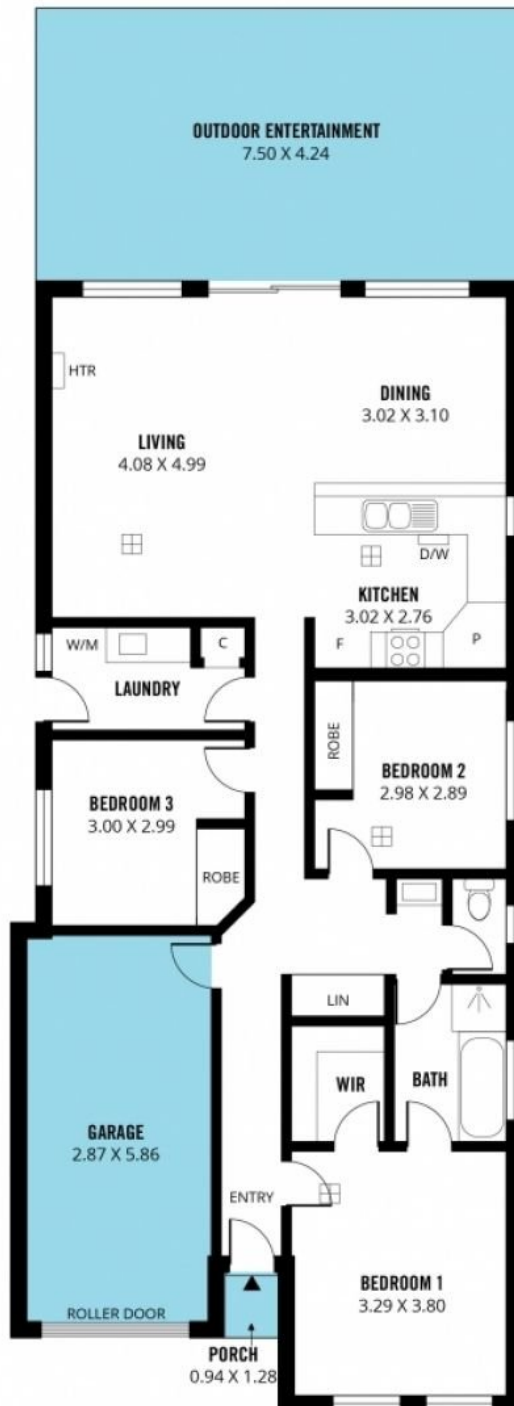 OUTDOOR ENTERTAINMENT
7.50 X 4.24
HTR
DINING
3.02 X 3.10
LIVING
4.08 X 4.99
D/W
KITCHEN
3.02 X 2.76
F
P
W/M
C
LAUNDRY
ROBE
BEDROOM 2
2.98 X 2.89
BEDROOM 3
3.00 X 2.99
ROBE
LIN
WIR
BATH
GARAGE
2.87 X 5.86
ENTRY
BEDROOM 1
3.29 X 3.80
ROLLER DOOR
PORCH
0.94 X 1.28